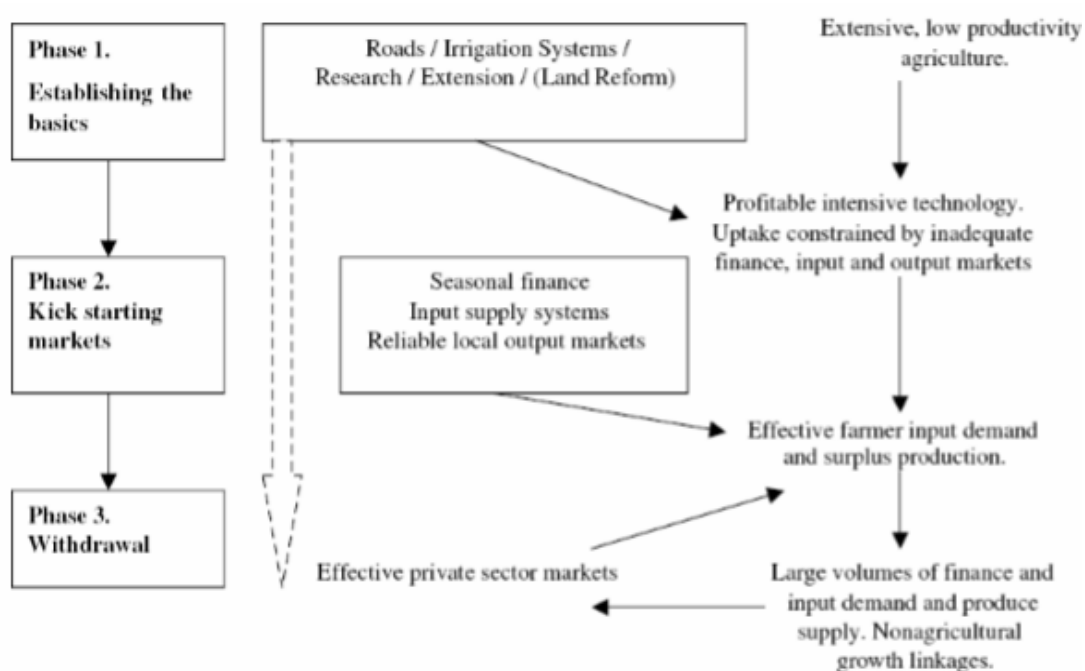 Phase 1.
Establishing the
basics
Roads / Irrigation Systems /
Research / Extension / (Land Reform)
Extensive, low productivity
agriculture.
Profitable intensive technology.
Uptake constrained by inadequate
finance, input and output markets
Phase 2.
Kick starting
markets
Seasonal finance
Input supply systems
Reliable local output markets
Effective farmer input demand
and surplus production.
Phase 3.
Withdrawal
Effective private sector markets
Large volumes of finance and
input demand and produce
supply. Nonagricultural
growth linkages.